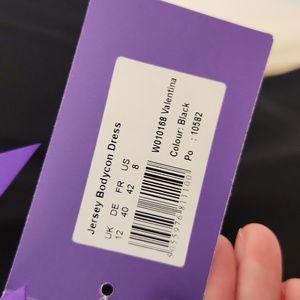 Jersey Bodycon Dress
UK DE FR US
12 40 42 8
W010168 Valentina
Colour: Black
Po : 10582